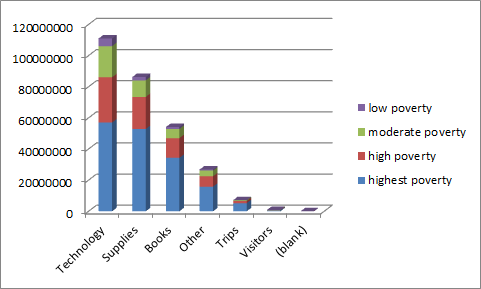 120000000
100000000
80000000
60000000
40000000
20000000
0
Technology
Supplies
Books
Other
Trips
Visitors
(blank)
low poverty
moderate poverty
high poverty
highest poverty